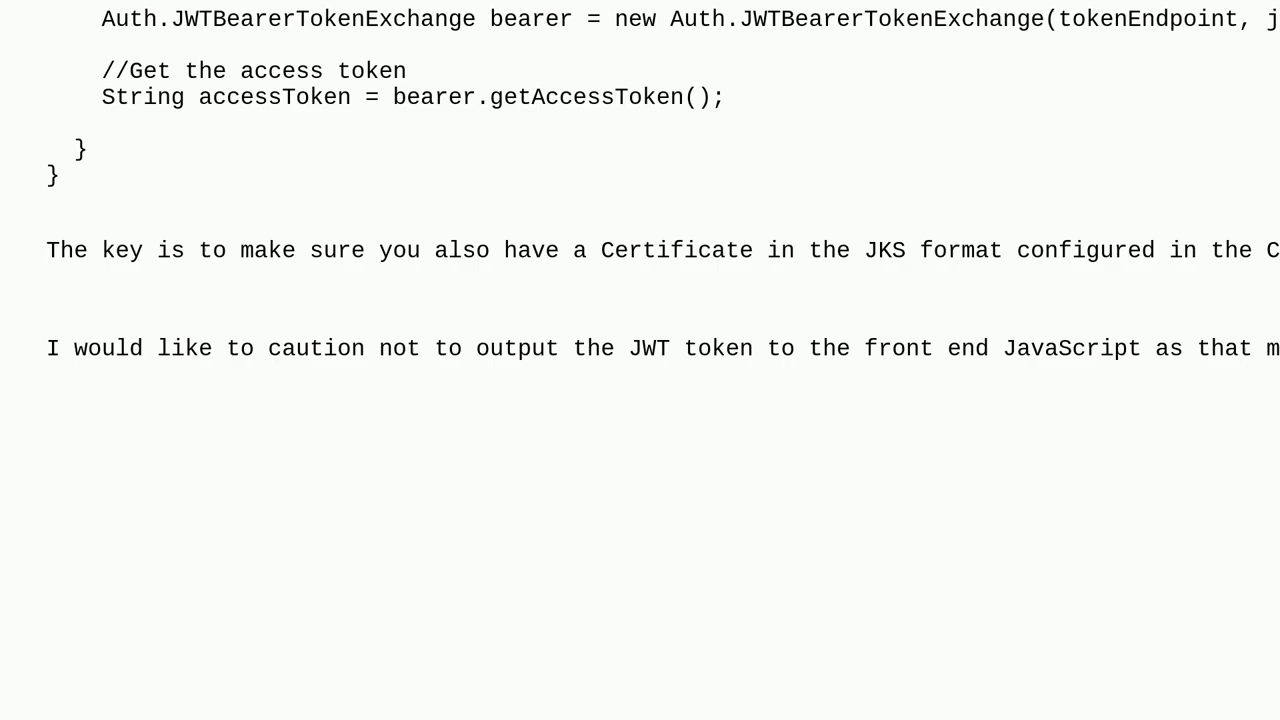 Auth.JWTBearerTokenExchange bearer = new Auth.JWTBearerTokenExchange(tokenEndpoint, j
//Get the access token
String accessToken = bearer.getAccessToken();
}
}
The key is to make sure you also have a Certificate in the JKS format configured in the C
I would like to caution not to output the JWT token to the front end JavaScript as that m